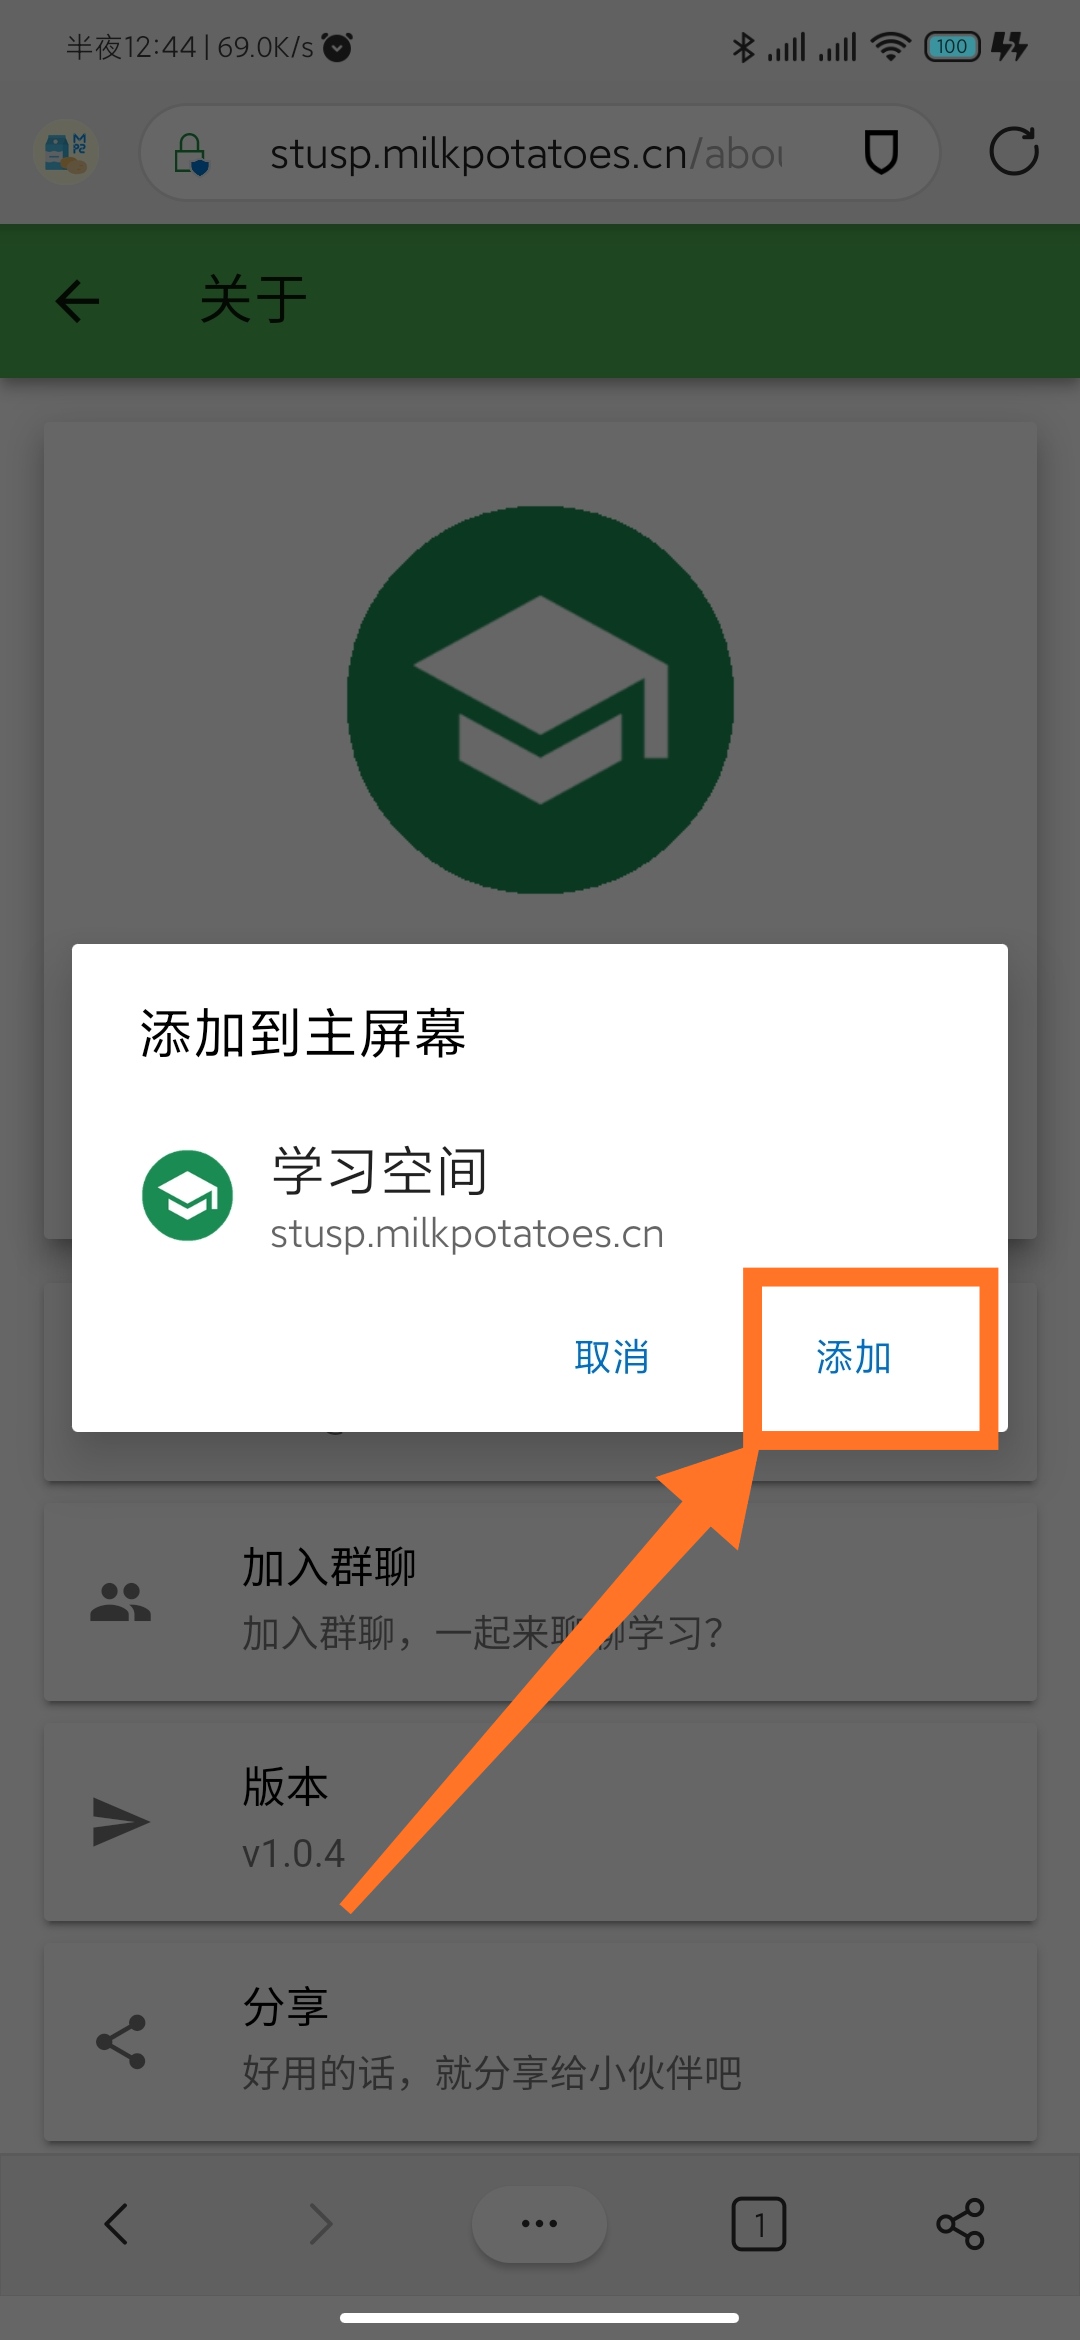 半夜12:44 | 69.0K/s
100
stusp.milkpotatoes.cn/abou
关于
添加到主屏幕
学习空间
stusp.milkpotatoes.cn
取消
添加
加入群聊
加入群聊，一起来聊聊学习？
版本
v1.0.4
分享
好用的话，就分享给小伙伴吧
1